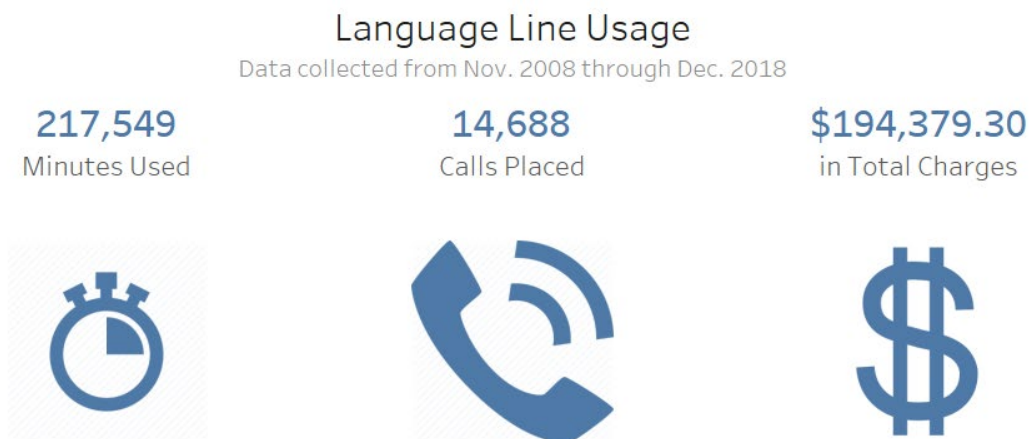 Language Line Usage
Data collected from Nov. 2008 through Dec. 2018
217,549
Minutes Used
14,688
Calls Placed
$194,379.30
in Total Charges